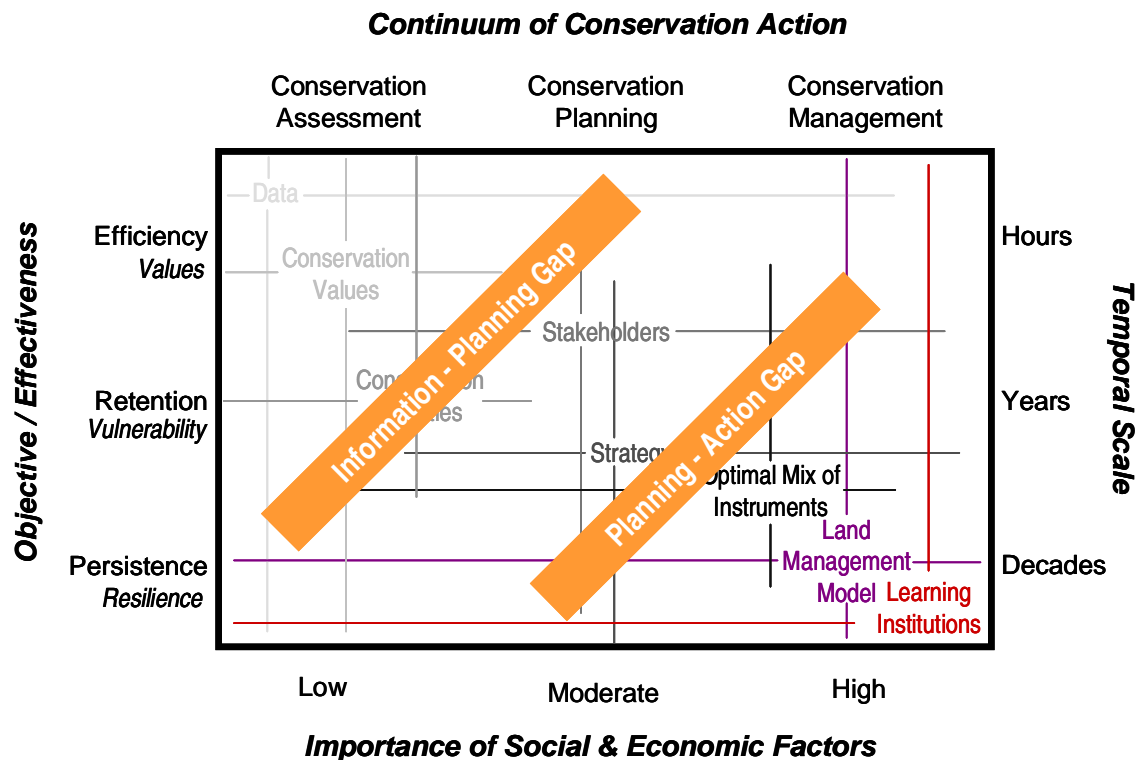 Continuum of Conservation Action
Conservation
Assessment
Conservation
Planning
Conservation
Management
Objective / Effectiveness
Efficiency
Values
Retention
Vulnerability
Persistence
Resilience
Data
Conservation
Values
Stakeholders
Strategy
Optimal Mix of
Instruments
Land
Management
Model
Learning
Institutions
Information - Planning Gap
Planning - Action Gap
Hours
Years
Decades
Temporal Scale
Low
Moderate
High
Importance of Social & Economic Factors